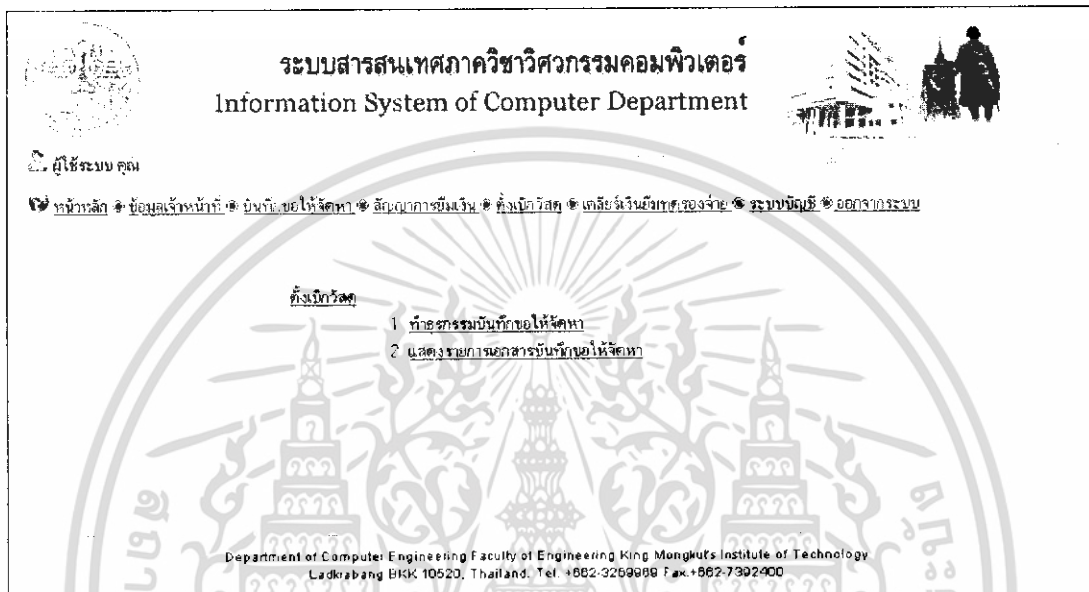 ระบบสารสนเทศภาควิชาวิศวกรรมคอมพิวเตอร์
Information System of Computer Department
ผู้ใช้ระบบ คุณ
หน้าหลัก ข้อมูลเจ้าหน้าที่ บันทึกขอให้จัดหา สัญญาการยืมเงิน ตั้งเบิกวัสดุ เคลียร์เงินยืมทดรองจ่าย ระบบบัญชี ออกจากระบบ
ตั้งเบิกวัสดุ
1 ทำธุรกรรมบันทึกขอให้จัดหา
2 แสดงรายการเอกสารบันทึกขอให้จัดหา
Department of Computer Engineering Faculty of Engineering King Mongkut's Institute of Technology
Ladkrabang BKK 10520, Thailand. Tel. +662-3269969 Fax.+662-7392400